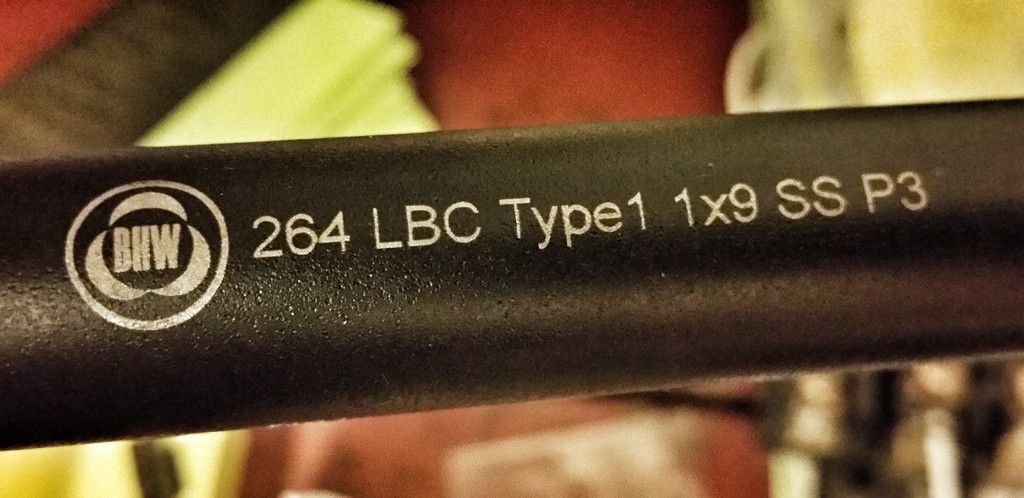 BHW 264 LBC Type1 1x9 SS P3